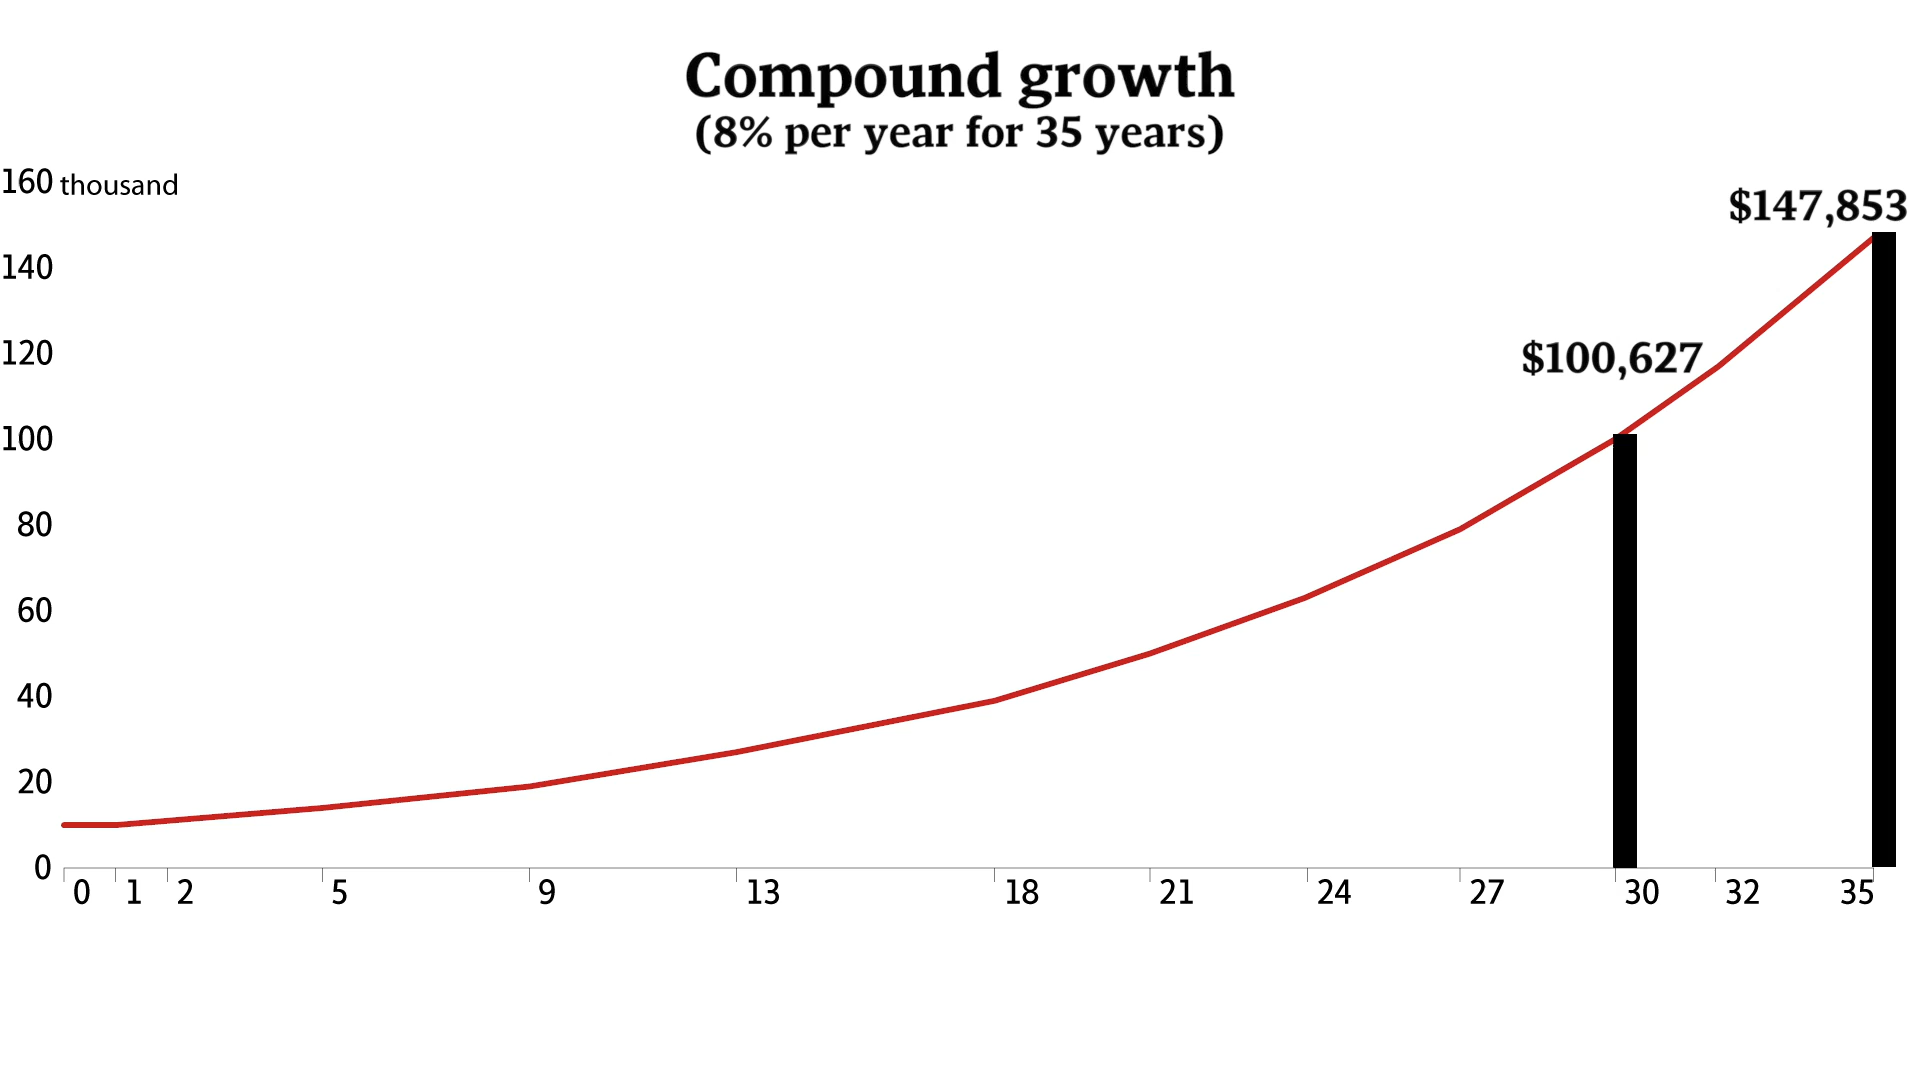 Compound growth
(8% per year for 35 years)
160 thousand
$147,853
140
120
$100,627
100
80
60
40
20
0
0 1 2 5 9 13 18 21 24 27 30 32 35